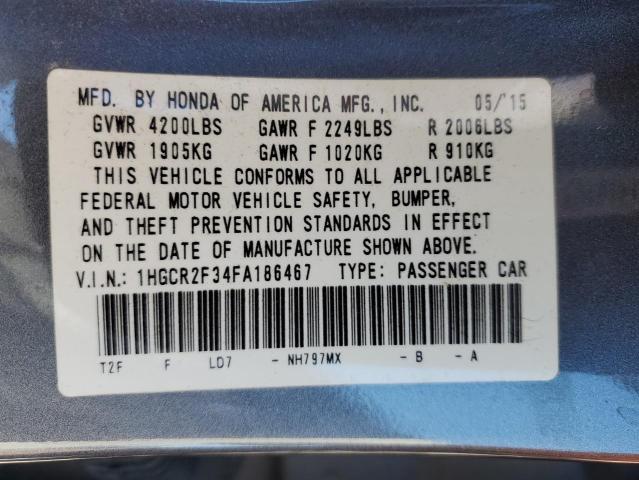 MFD. BY HONDA OF AMERICA MFG., INC. 05/'15
GVWR 4200LBS GAWR F 2249LBS R 2006LBS
GVWR 1905KG GAWR F 1020KG R 910KG
THIS VEHICLE CONFORMS TO ALL APPLICABLE
FEDERAL MOTOR VEHICLE SAFETY, BUMPER,
AND THEFT PREVENTION STANDARDS IN EFFECT
ON THE DATE OF MANUFACTURE SHOWN ABOVE.
V.I.N.: 1HGCR2F34FA186467 TYPE: PASSENGER CAR
T2F F LD7 - NH797MX - B - A